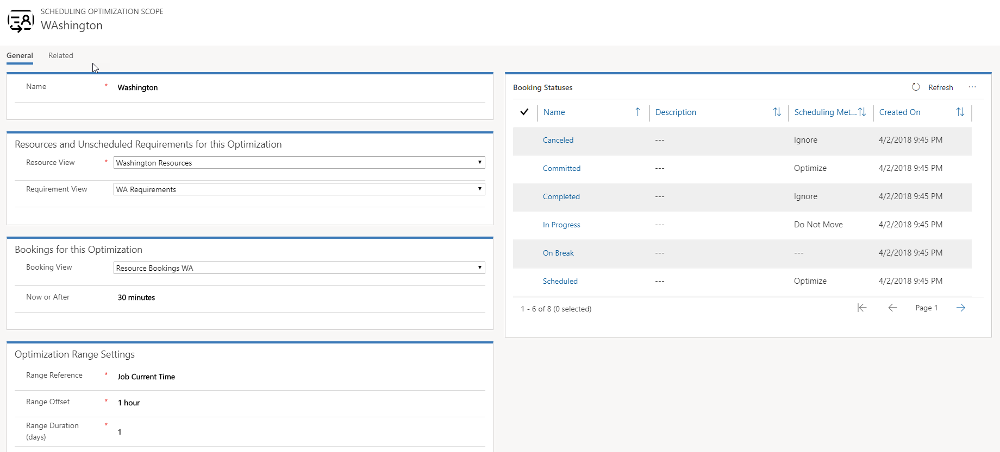 SCHEDULING OPTIMIZATION SCOPE
WAshington
General Related
Name * Washington
Resources and Unscheduled Requirements for this Optimization
Resource View * Washington Resources
Requirement View WA Requirements
Bookings for this Optimization
Booking View Resource Bookings WA
Now or After 30 minutes
Optimization Range Settings
Range Reference * Job Current Time
Range Offset * 1 hour
Range Duration * 1
(days)
Booking Statuses Refresh ...
Name Description Scheduling Met... Created On
Canceled --- Ignore 4/2/2018 9:45 PM
Committed --- Optimize 4/2/2018 9:45 PM
Completed --- Ignore 4/2/2018 9:45 PM
In Progress --- Do Not Move 4/2/2018 9:45 PM
On Break --- --- 4/2/2018 9:45 PM
Scheduled --- Optimize 4/2/2018 9:45 PM
1 - 6 of 8 (0 selected) Page 1